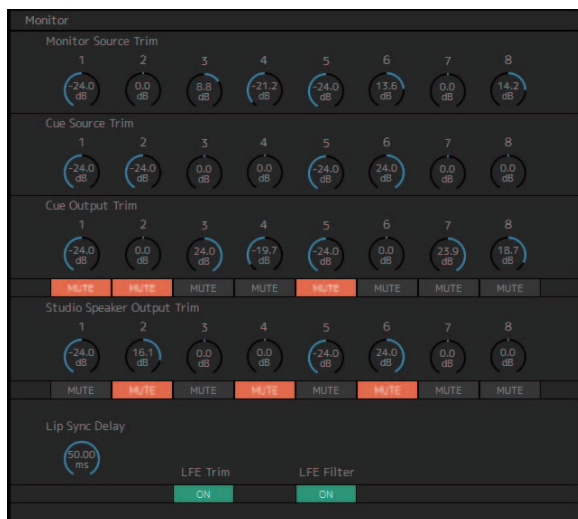 Monitor
Monitor Source Trim
1 2 3 4 5 6 7 8
-24.0 dB 0.0 dB 8.8 dB -21.2 dB -24.0 dB 13.6 dB 0.0 dB 14.2 dB
Cue Source Trim
1 2 3 4 5 6 7 8
-24.0 dB -24.0 dB 0.0 dB 0.0 dB -24.0 dB 24.0 dB 0.0 dB 0.0 dB
Cue Output Trim
1 2 3 4 5 6 7 8
-24.0 dB 0.0 dB 24.0 dB -19.7 dB -24.0 dB 0.0 dB 23.9 dB 18.7 dB
MUTE MUTE MUTE MUTE MUTE MUTE MUTE MUTE
Studio Speaker Output Trim
1 2 3 4 5 6 7 8
-24.0 dB 16.1 dB 0.0 dB 0.0 dB -24.0 dB 24.0 dB 0.0 dB 0.0 dB
MUTE MUTE MUTE MUTE MUTE MUTE MUTE MUTE
Lip Sync Delay
50.00 ms
LFE Trim LFE Filter
ON ON